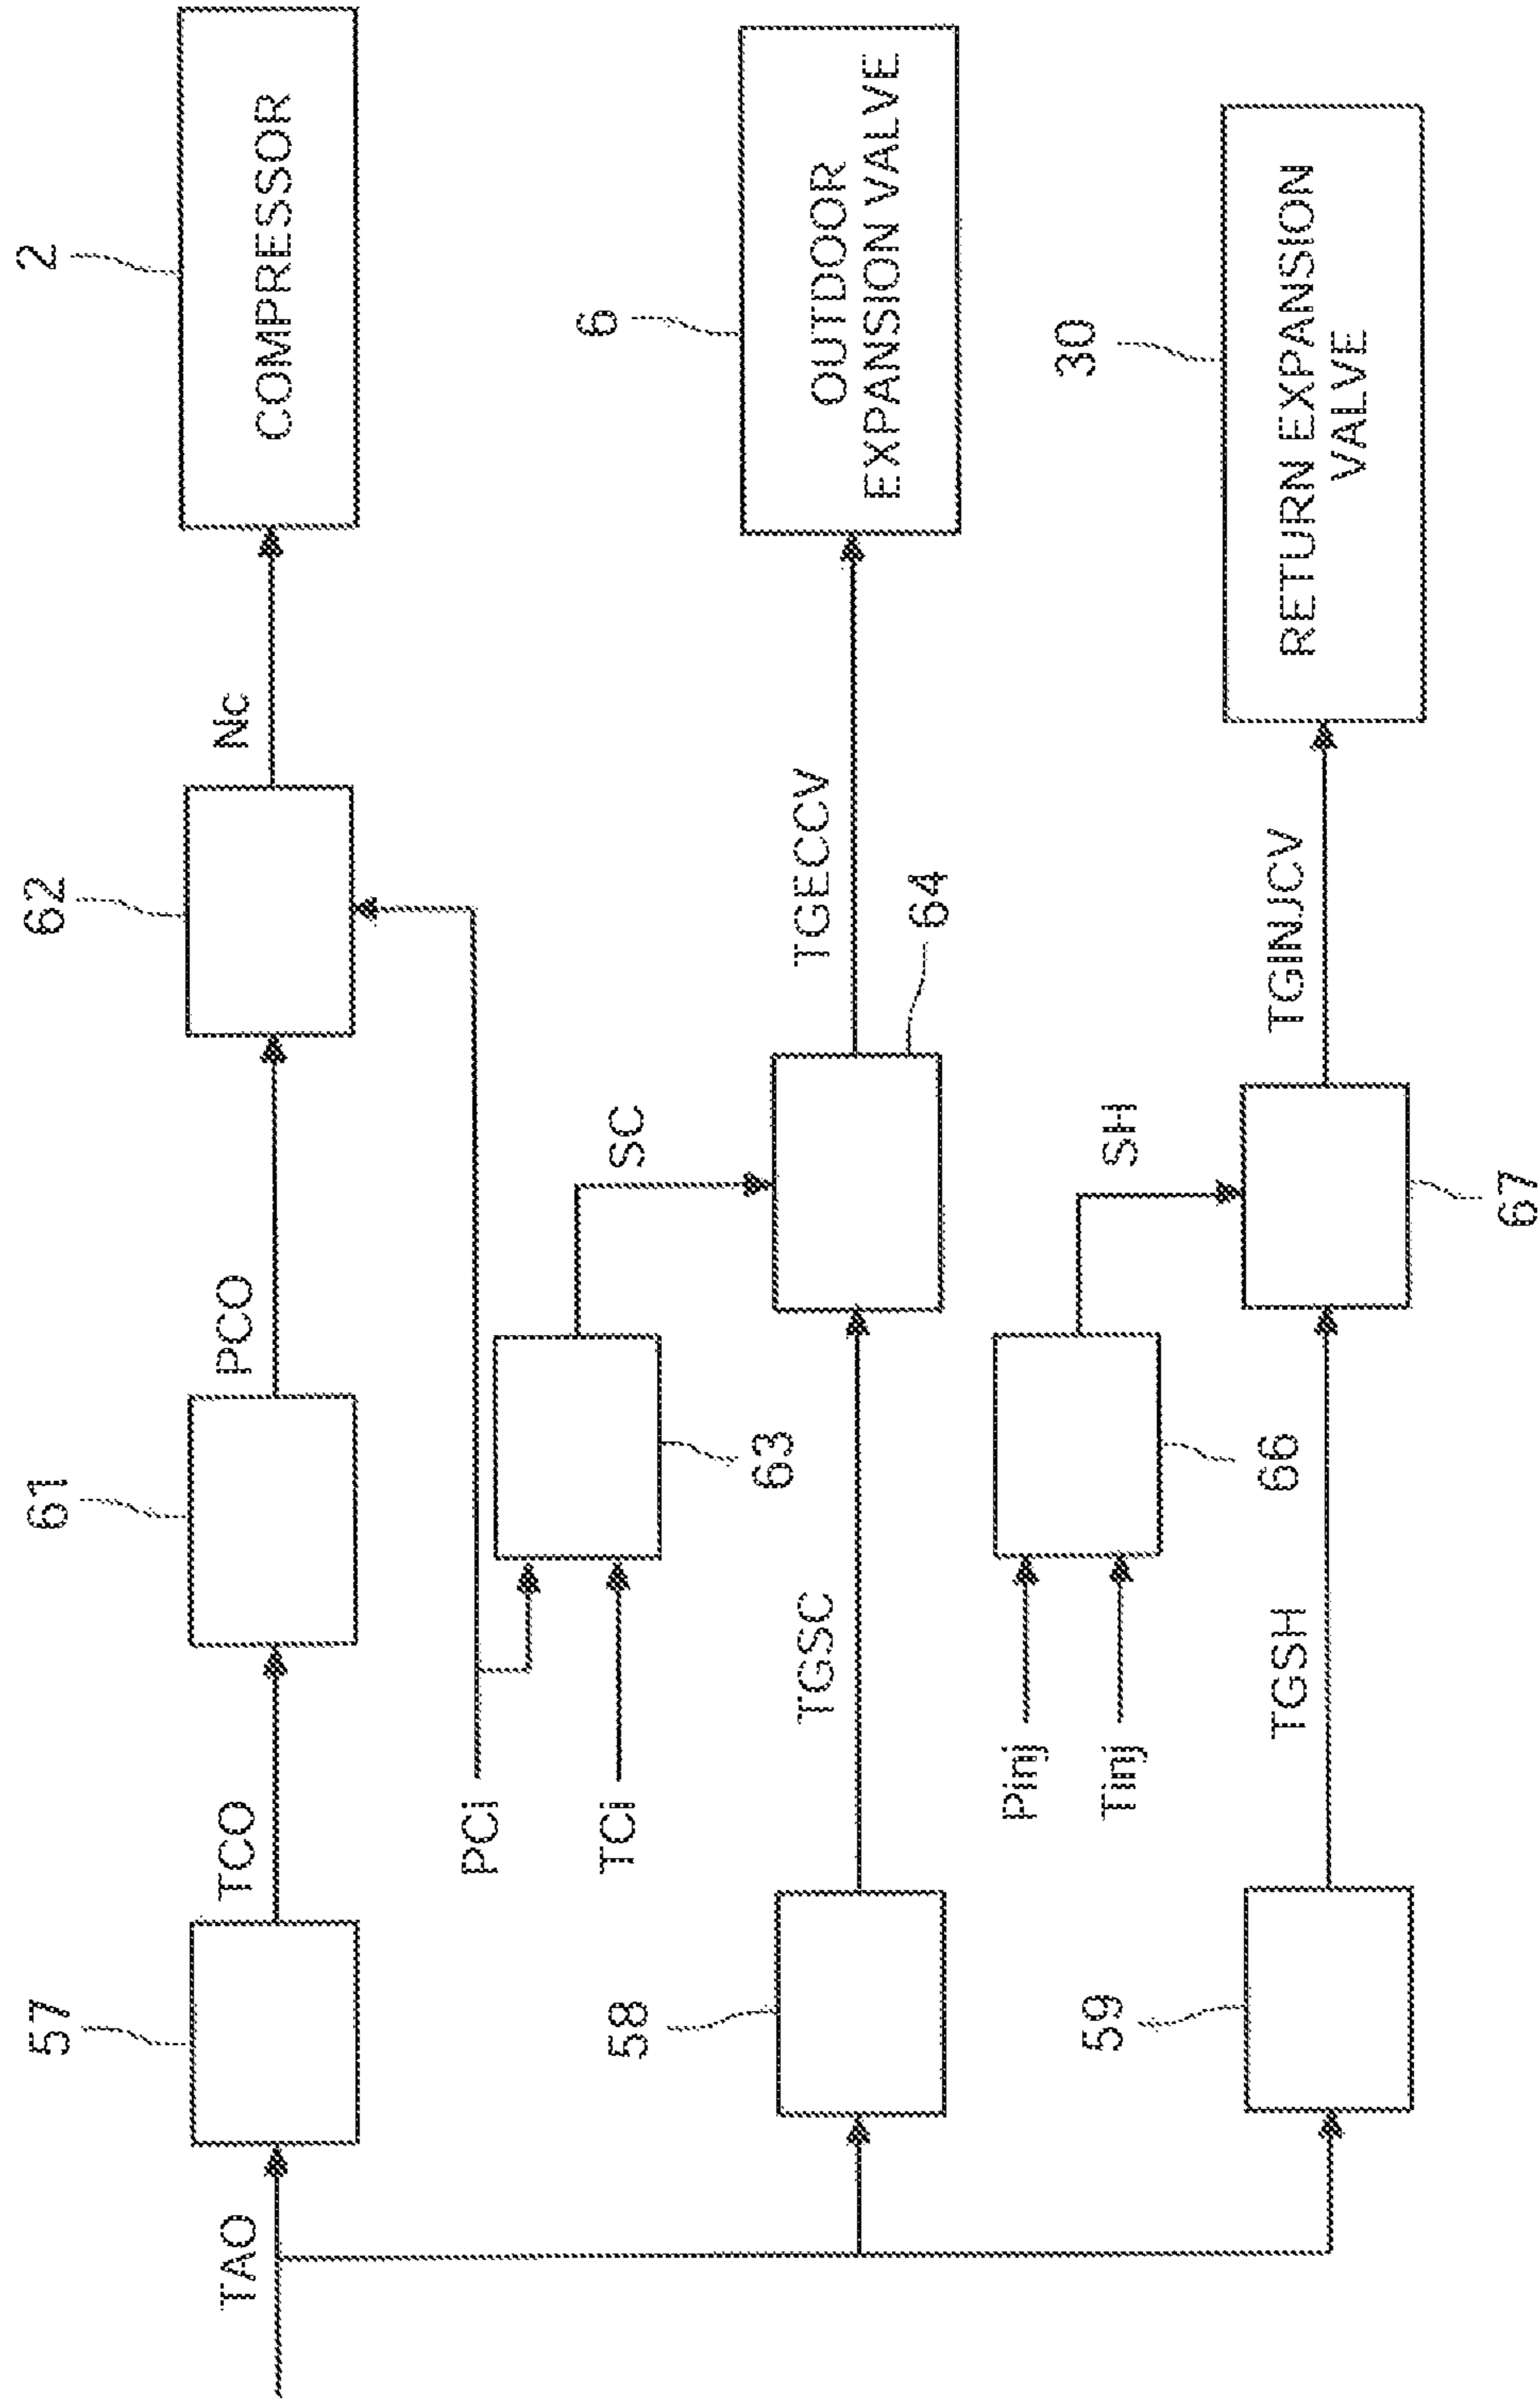 TAO
57
TCO
61
PCO
62
Nc
2
COMPRESSOR
PCi
TCi
63
SC
58
TGSC
64
TGECCV
6
OUTDOOR
EXPANSION VALVE
Pinj
Tinj
66
SH
59
TGSH
67
TGINJCV
30
RETURN EXPANSION
VALVE